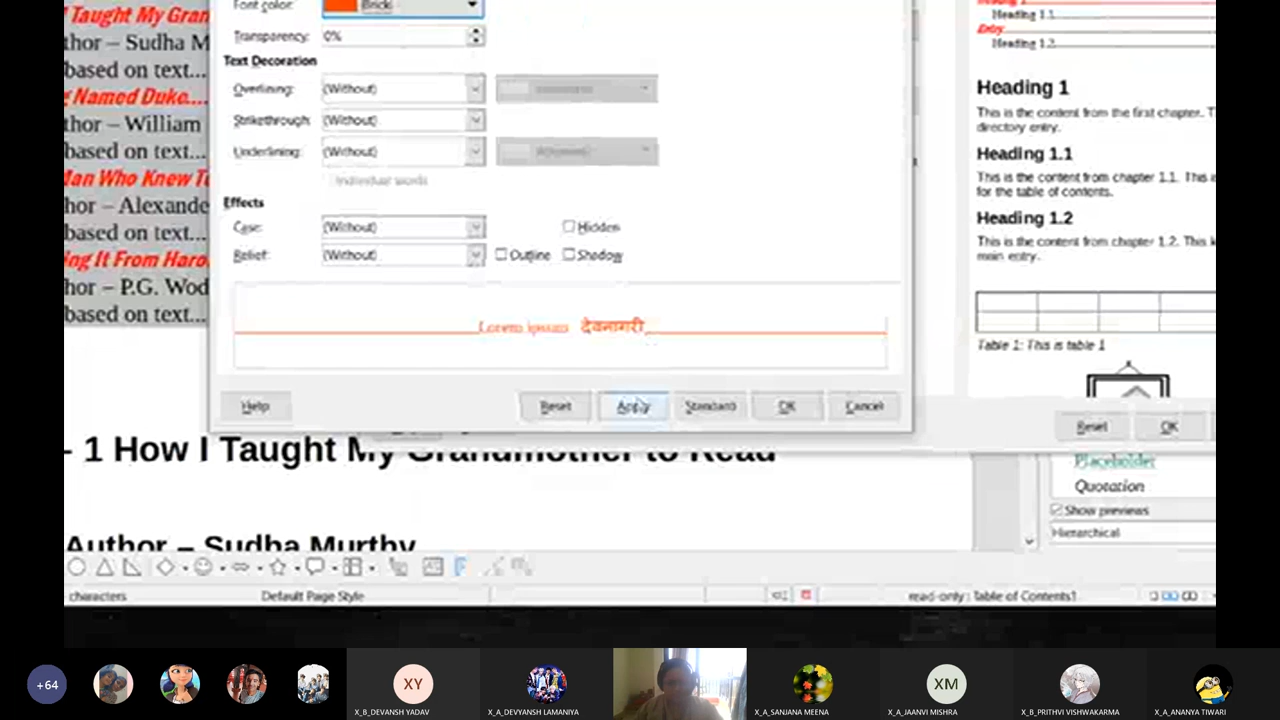 Font color: Brick
Transparency: 0%
Text Decoration
Overlining: (Without)
Strikethrough: (Without)
Underlining: (Without)
Individual words
Effects
Case: (Without) Hidden
Relief: (Without) Outline Shadow
Lorem ipsum देवनागरी
Help Reset Apply Standard OK Cancel
I Taught My Gran
thor – Sudha M
based on text...
g Named Duke....
thor – William
based on text...
Man Who Knew
hor – Alexande
based on text...
ing It From Haro
hor – P.G. Wod
based on text...
– 1 How I Taught My Grandmother to Read
Author – Sudha Murthy
Heading 1.1
Entry
Heading 1.2
Heading 1
This is the content from the first chapter. T
directory entry.
Heading 1.1
This is the content from chapter 1.1. This i
for the table of contents.
Heading 1.2
This is the content from chapter 1.2. This k
main entry.
Table 1: This is table 1
Reset OK
Placeholder
Quotation
Show previews
Hierarchical
characters Default Page Style read-only: Table of Contents1
+64
XY
XM
X_B_DEVANSH YADAV
X_A_DEVYANSH LAMANIYA
X_A_SANJANA MEENA
X_A_JAANVI MISHRA
X_B_PRITHVI VISHWAKARMA
X_A_ANANYA TIWARI